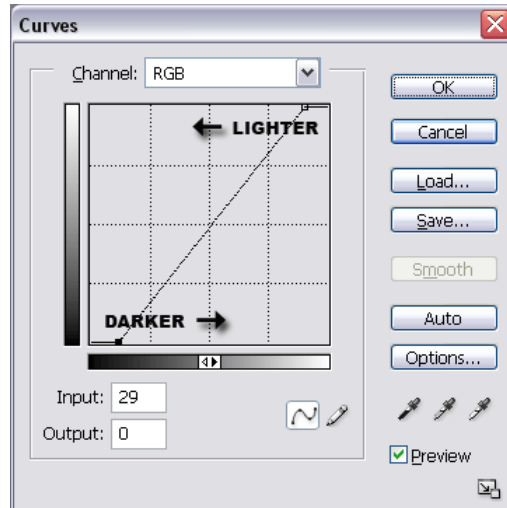 Curves
Channel: RGB
OK
LIGHTER
Cancel
Load...
Save...
Smooth
DARKER
Auto
Options...
Input: 29
Output: 0
Preview